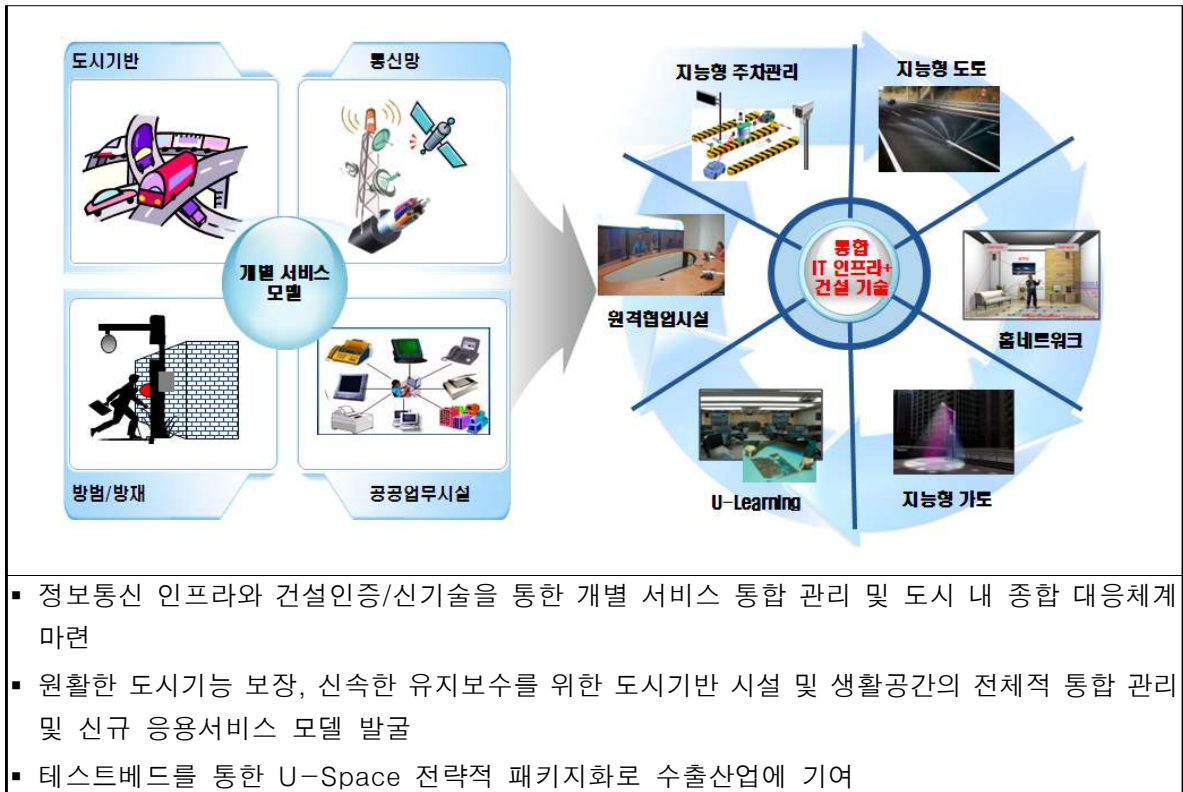 도시기반
통신망
개별 서비스
모델
방범/방재
공공업무시설
지능형 주차관리
지능형 도로
원격협업시설
통합
IT 인프라+
건설 기술
홈네트워크
U-Learning
지능형 가로
▪ 정보통신 인프라와 건설인증/신기술을 통한 개별 서비스 통합 관리 및 도시 내 종합 대응체계
마련
▪ 원활한 도시기능 보장, 신속한 유지보수를 위한 도시기반 시설 및 생활공간의 전체적 통합 관리
및 신규 응용서비스 모델 발굴
▪ 테스트베드를 통한 U-Space 전략적 패키지화로 수출산업에 기여